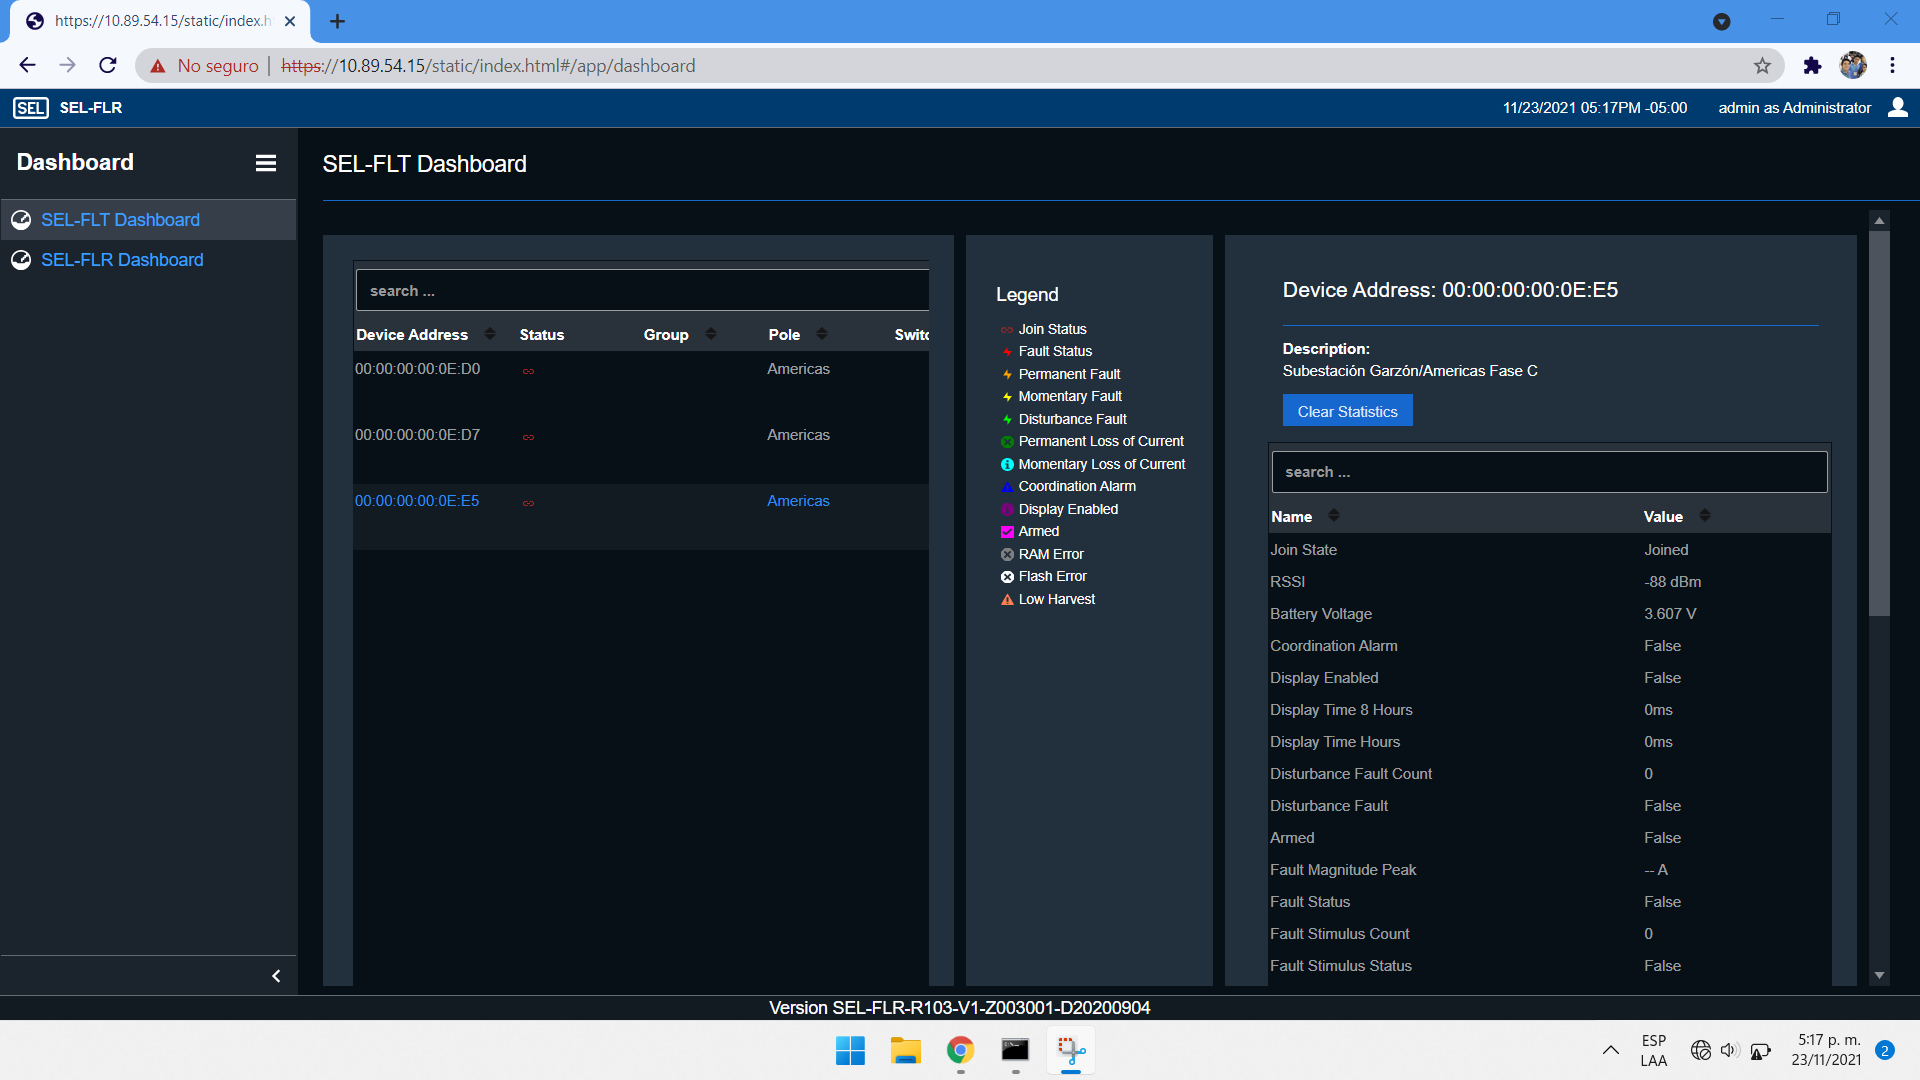 https://10.89.54.15/static/index.h
No seguro | https://10.89.54.15/static/index.html#/app/dashboard
SEL SEL-FLR
11/23/2021 05:17PM -05:00 admin as Administrator
Dashboard
SEL-FLT Dashboard
SEL-FLR Dashboard
SEL-FLT Dashboard
search ...
Device Address Status Group Pole Switc
00:00:00:00:0E:D0 Americas
00:00:00:00:0E:D7 Americas
00:00:00:00:0E:E5 Americas
Legend
Join Status
Fault Status
Permanent Fault
Momentary Fault
Disturbance Fault
Permanent Loss of Current
Momentary Loss of Current
Coordination Alarm
Display Enabled
Armed
RAM Error
Flash Error
Low Harvest
Device Address: 00:00:00:00:0E:E5
Description:
Subestación Garzón/Americas Fase C
Clear Statistics
search ...
Name Value
Join State Joined
RSSI -88 dBm
Battery Voltage 3.607 V
Coordination Alarm False
Display Enabled False
Display Time 8 Hours 0ms
Display Time Hours 0ms
Disturbance Fault Count 0
Disturbance Fault False
Armed False
Fault Magnitude Peak -- A
Fault Status False
Fault Stimulus Count 0
Fault Stimulus Status False
Version SEL-FLR-R103-V1-Z003001-D20200904
ESP
LAA
5:17 p. m.
23/11/2021
2